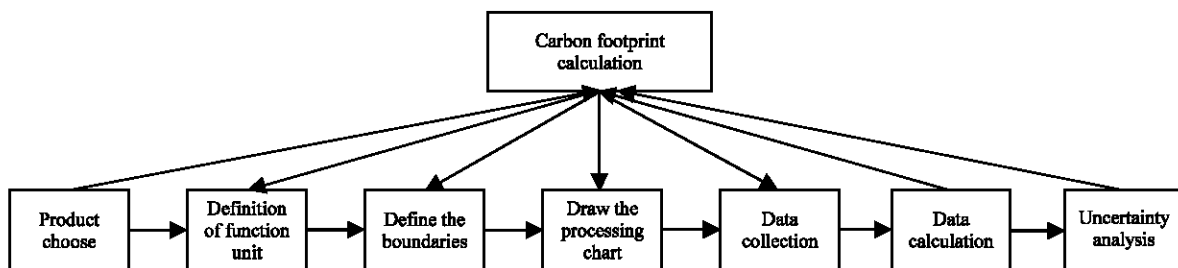 Carbon footprint
calculation
Product
choose
Definition
of function
unit
Define the
boundaries
Draw the
processing
chart
Data
collection
Data
calculation
Uncertainty
analysis